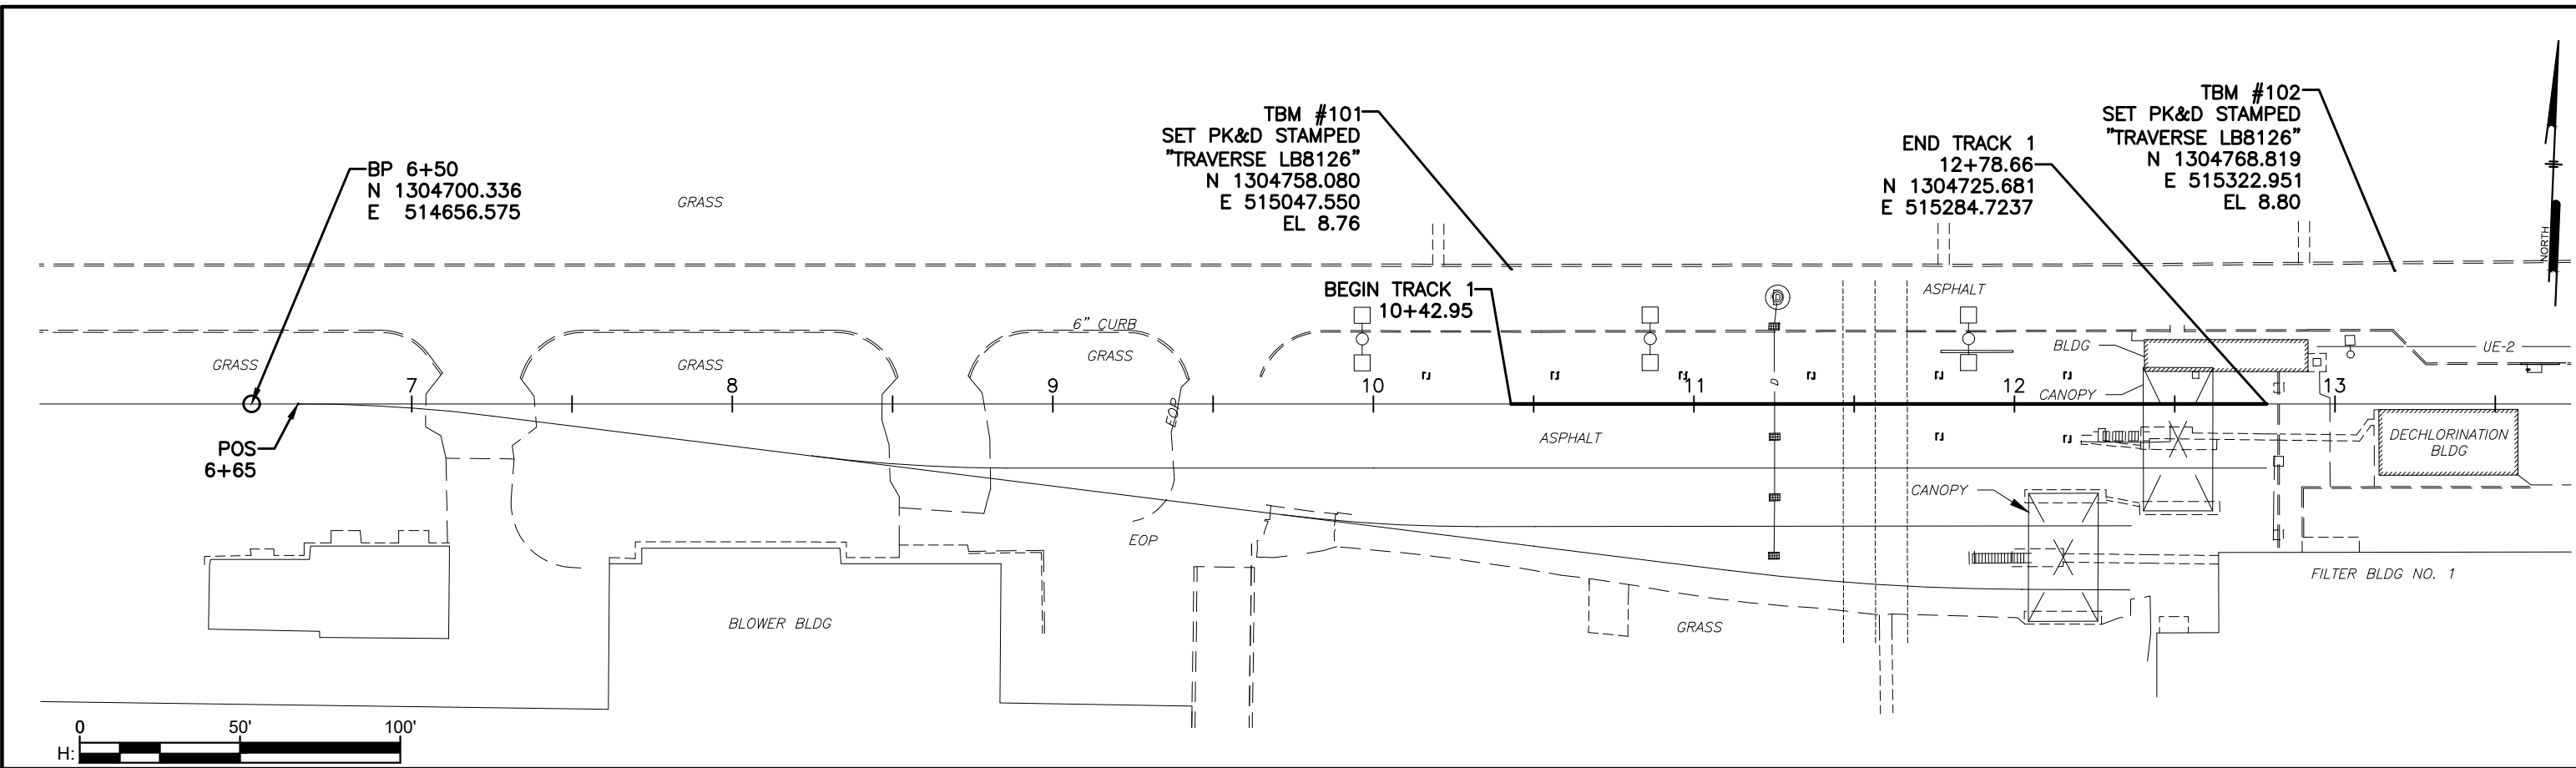 TBM #101
SET PK&D STAMPED
"TRAVERSE LB8126"
N 1304758.080
E 515047.550
EL 8.76
TBM #102
SET PK&D STAMPED
"TRAVERSE LB8126"
N 1304768.819
E 515322.951
EL 8.80
END TRACK 1
12+78.66
N 1304725.681
E 515284.7237
BP 6+50
N 1304700.336
E 514656.575
GRASS
NORTH
BEGIN TRACK 1
10+42.95
ASPHALT
D
6" CURB
GRASS
GRASS
GRASS
BLDG
UE-2
7
8
9
10
11
12
13
D
CANOPY
EOP
POS
6+65
ASPHALT
DECHLORINATION
BLDG
CANOPY
EOP
FILTER BLDG NO. 1
BLOWER BLDG
GRASS
0 50' 100'
H: